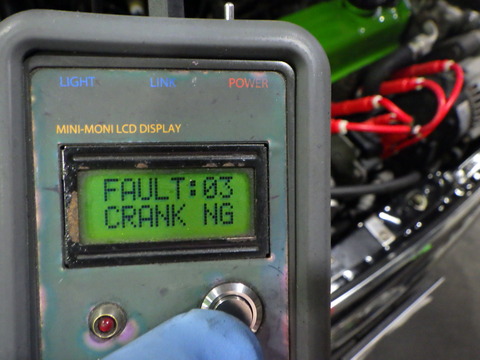 LIGHT LINK POWER
MINI-MONI LCD DISPLAY
FAULT:03
CRANK NG